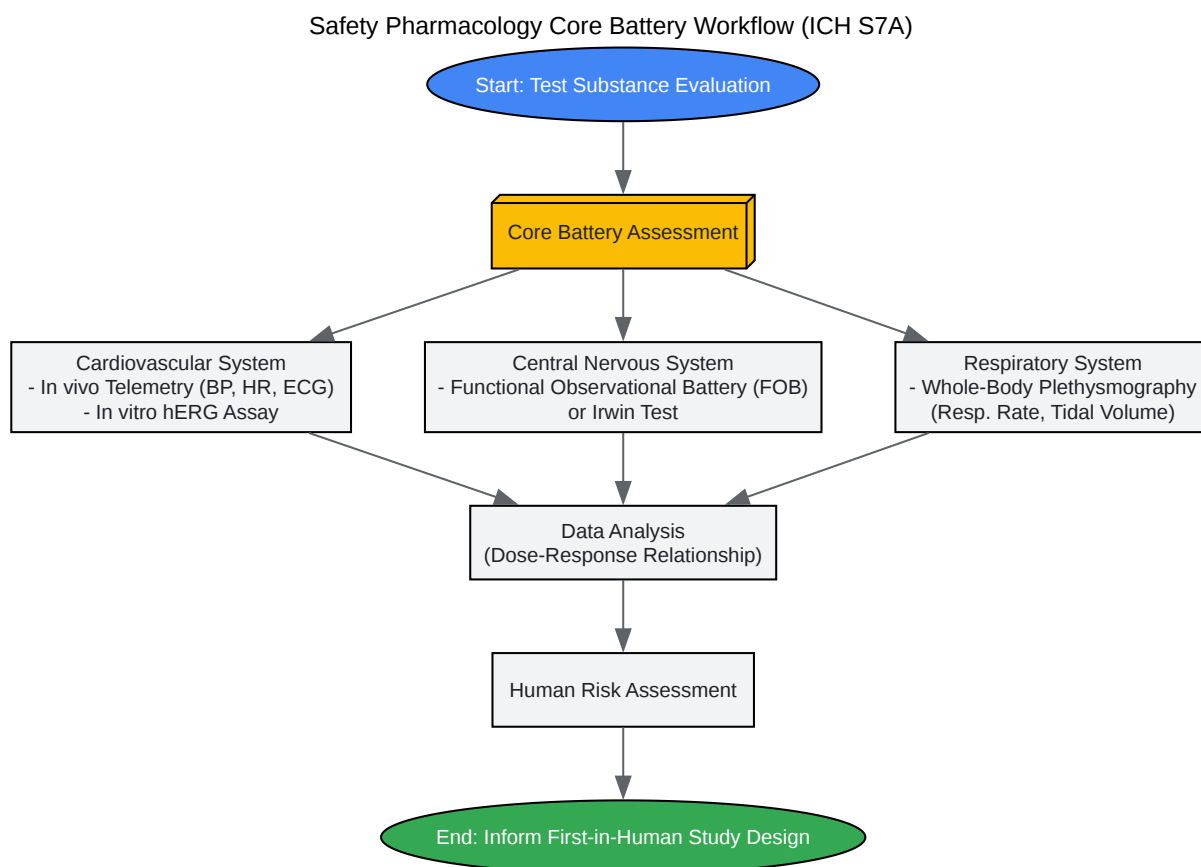 Safety Pharmacology Core Battery Workflow (ICH S7A)
Start: Test Substance Evaluation
Core Battery Assessment
Cardiovascular System
- In vivo Telemetry (BP, HR, ECG)
- In vitro hERG Assay
Central Nervous System
- Functional Observational Battery (FOB)
or Irwin Test
Respiratory System
- Whole-Body Plethysmography
(Resp. Rate, Tidal Volume)
Data Analysis
(Dose-Response Relationship)
Human Risk Assessment
End: Inform First-in-Human Study Design